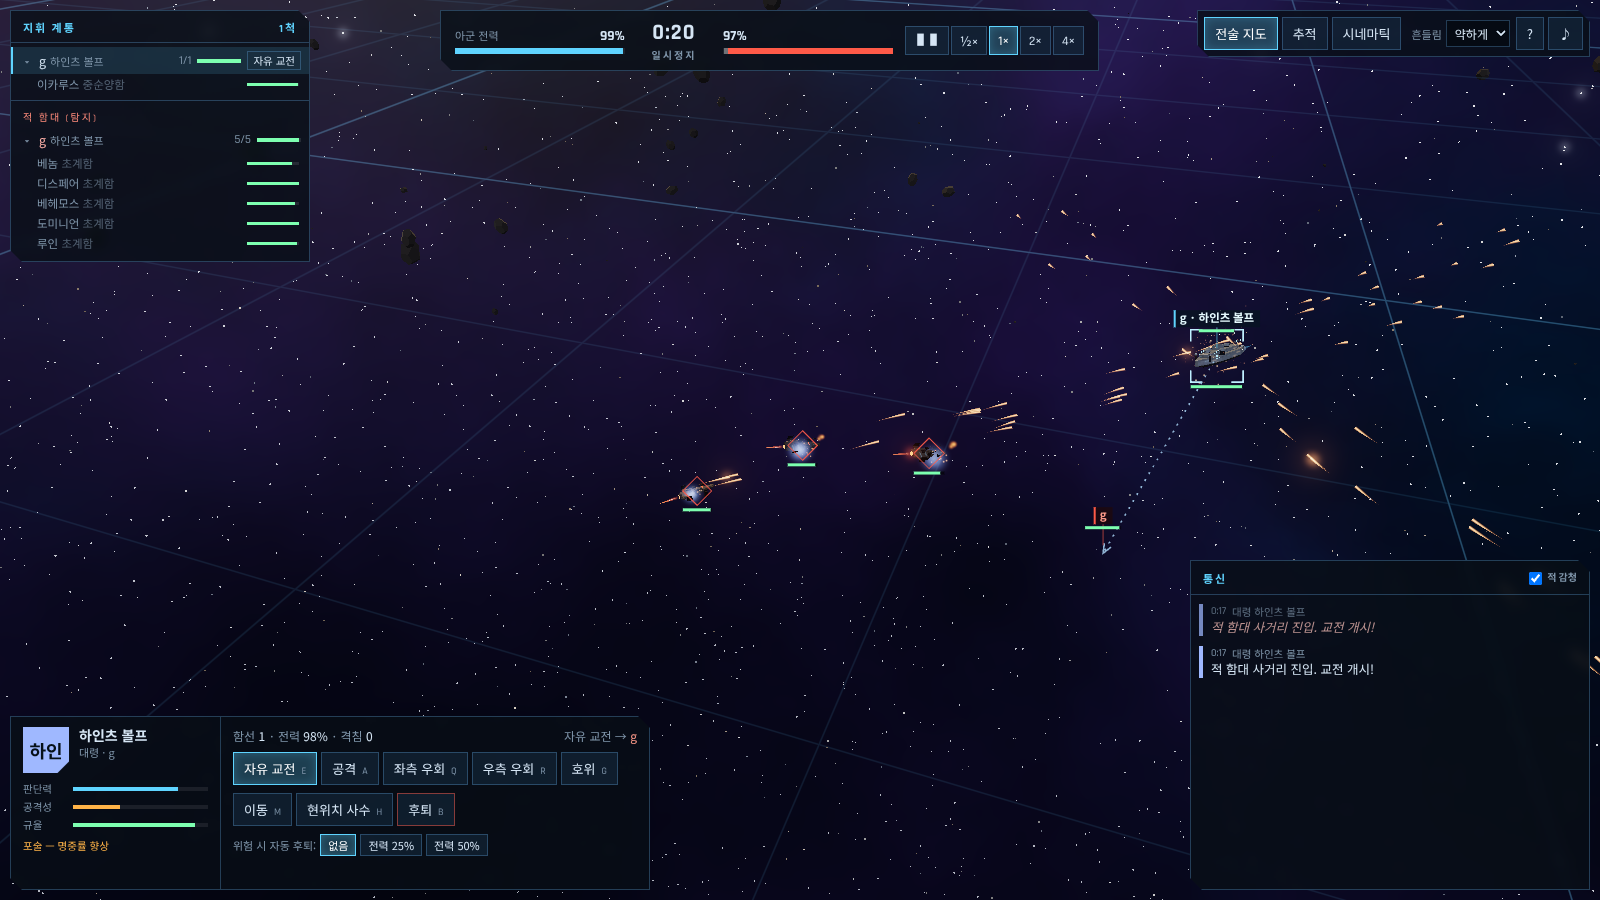 지휘 계통 1척
g 하인츠 볼프 1/1 자유 교전
이카루스 중순양함
적 함대 (탐지)
g 하인츠 볼프 5/5
베놈 초계함
디스페어 초계함
베헤모스 초계함
도미니언 초계함
루인 초계함
아군 전력 99% 0:20 97%
일시정지
½× 1× 2× 4×
전술 지도 추적 시네마틱 흔들림 약하게 ? ♪
g · 하인츠 볼프
g
통신 적 감청
0:17 대령 하인츠 볼프
적 함대 사거리 진입. 교전 개시!
0:17 대령 하인츠 볼프
적 함대 사거리 진입. 교전 개시!
하인 하인츠 볼프
대령 · g
판단력
공격성
규율
포술 — 명중률 향상
함선 1 · 전력 98% · 격침 0 자유 교전 → g
자유 교전 E 공격 A 좌측 우회 Q 우측 우회 R 호위 G
이동 M 현위치 사수 H 후퇴 B
위험 시 자동 후퇴: 없음 전력 25% 전력 50%